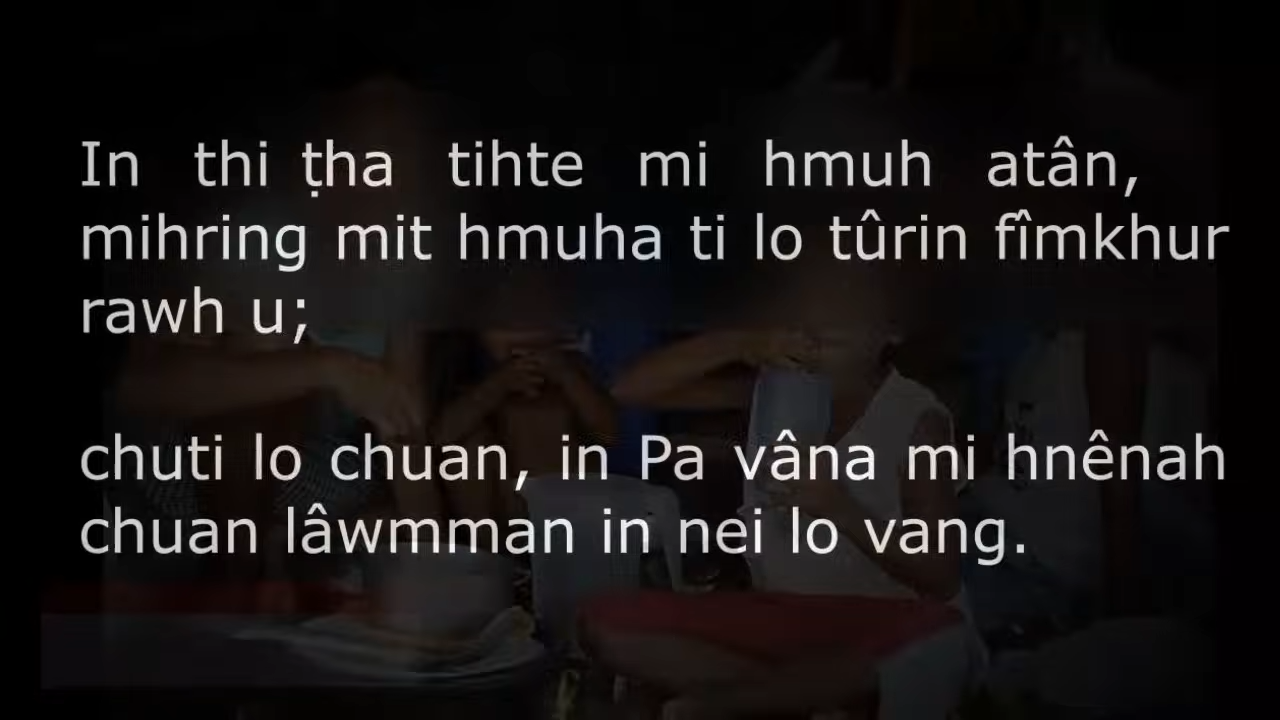 In thi ṭha tihte mi hmuh atân,
mihring mit hmuha ti lo tûrin fîmkhur
rawh u;
chuti lo chuan, in Pa vâna mi hnênah
chuan lâwmman in nei lo vang.